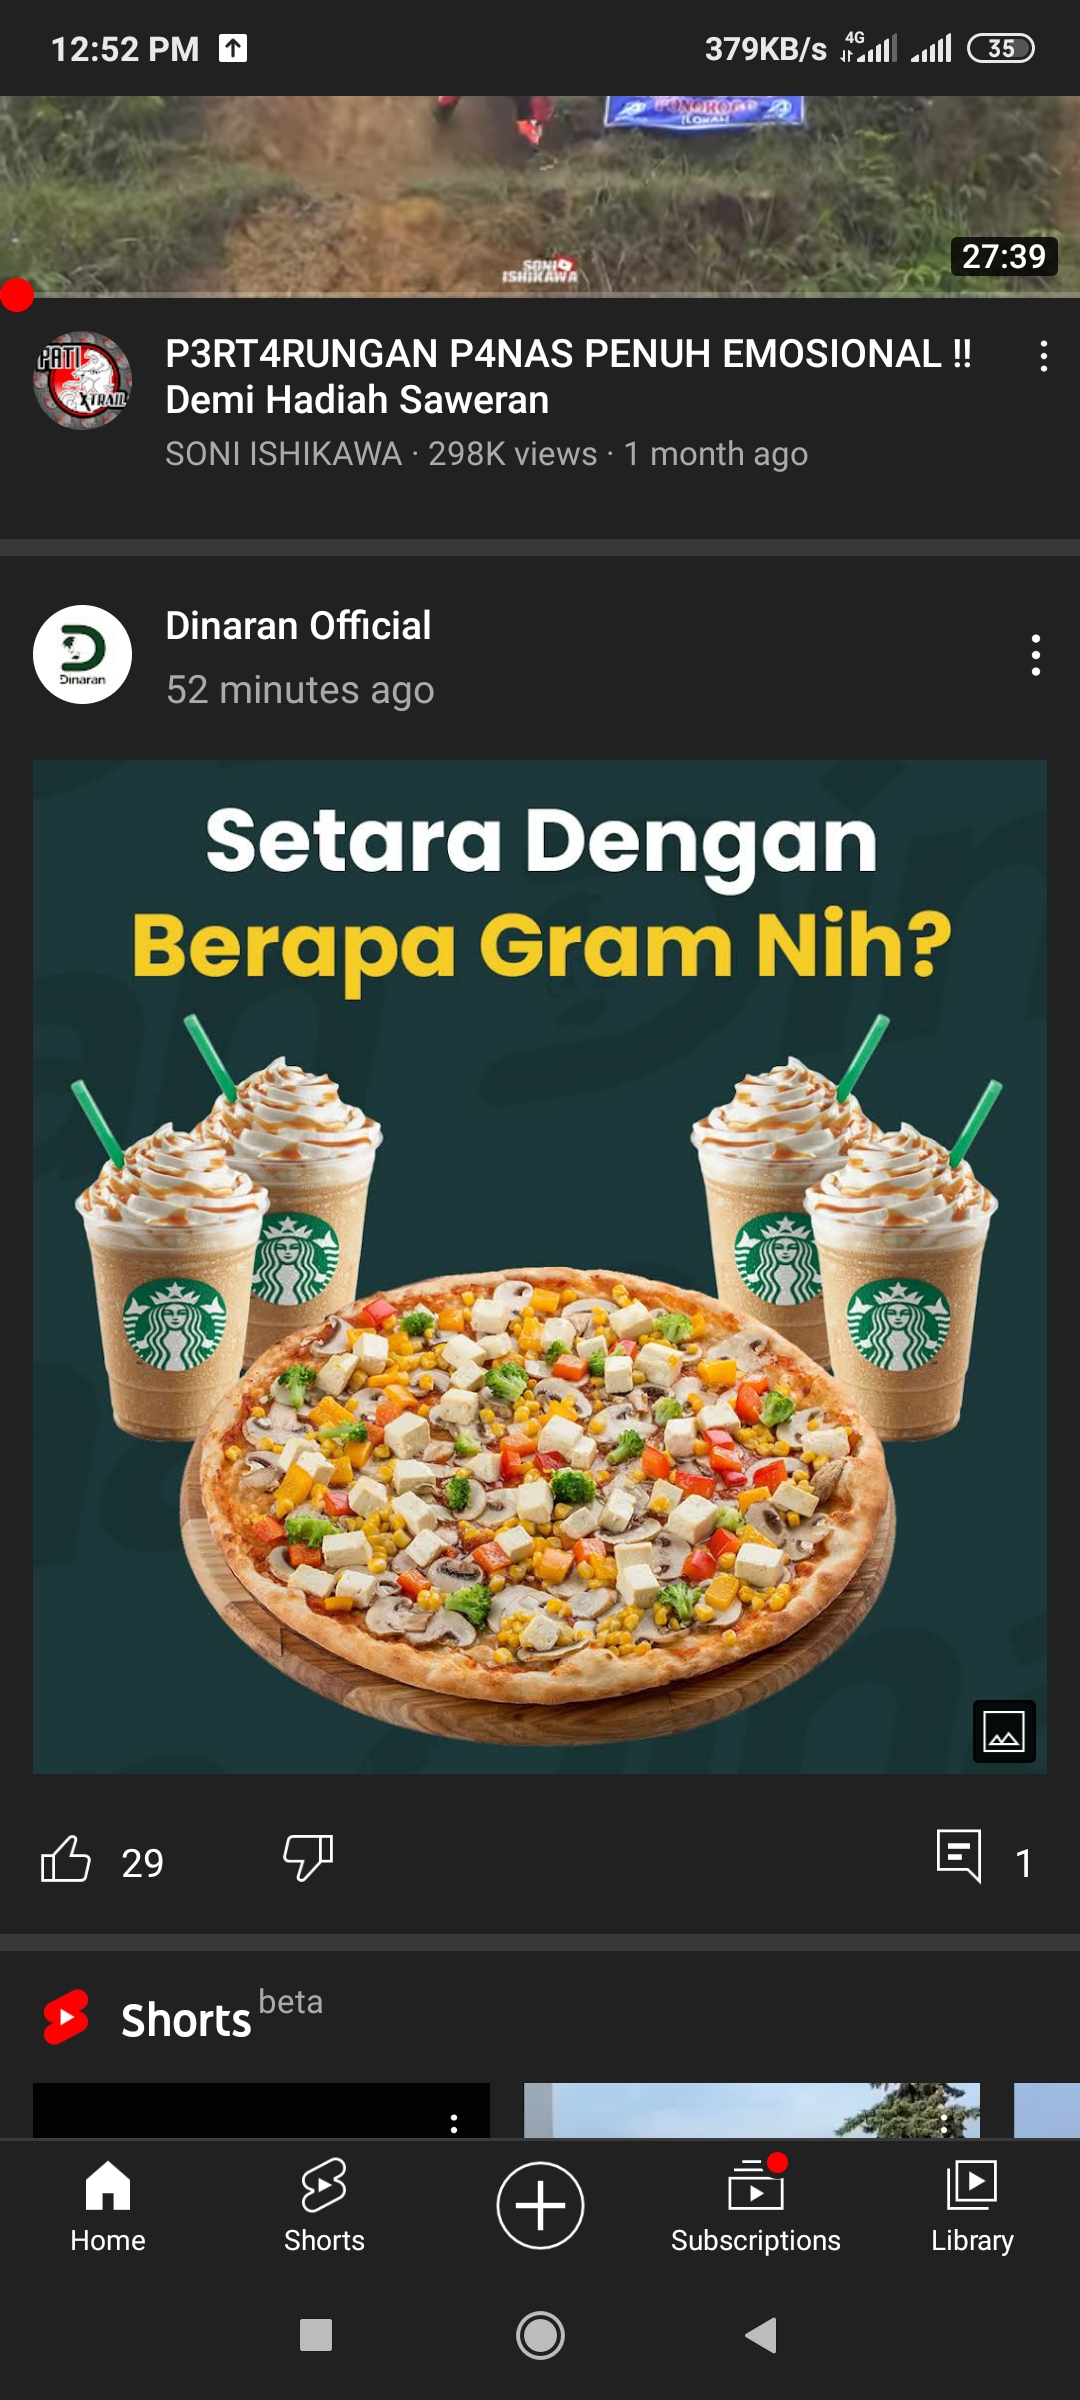 12:52 PM
379KB/s
4G
35
PONOROGO
(LOKAL)
SONI
ISHIKAWA
27:39
PATI
XTRAIL
P3RT4RUNGAN P4NAS PENUH EMOSIONAL !!
Demi Hadiah Saweran
SONI ISHIKAWA · 298K views · 1 month ago
Dinaran
Dinaran Official
52 minutes ago
Setara Dengan
Berapa Gram Nih?
29
1
Shorts beta
Home
Shorts
Subscriptions
Library